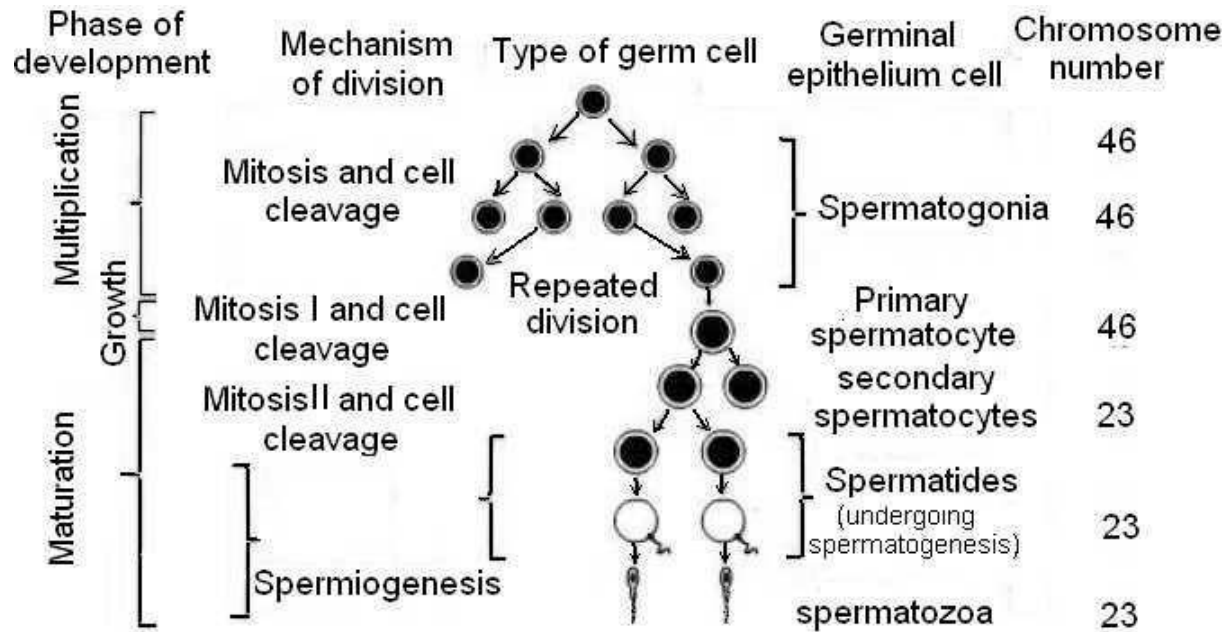 Phase of
development
Mechanism
of division
Type of germ cell
Germinal
epithelium cell
Chromosome
number
Multiplication
Mitosis and cell
cleavage
Spermatogonia
46
46
Growth
Repeated
division
Mitosis I and cell
cleavage
Primary
spermatocyte
46
MitosisII and cell
cleavage
secondary
spermatocytes
23
Maturation
Spermatides
(undergoing
spermatogenesis)
23
Spermiogenesis
spermatozoa
23